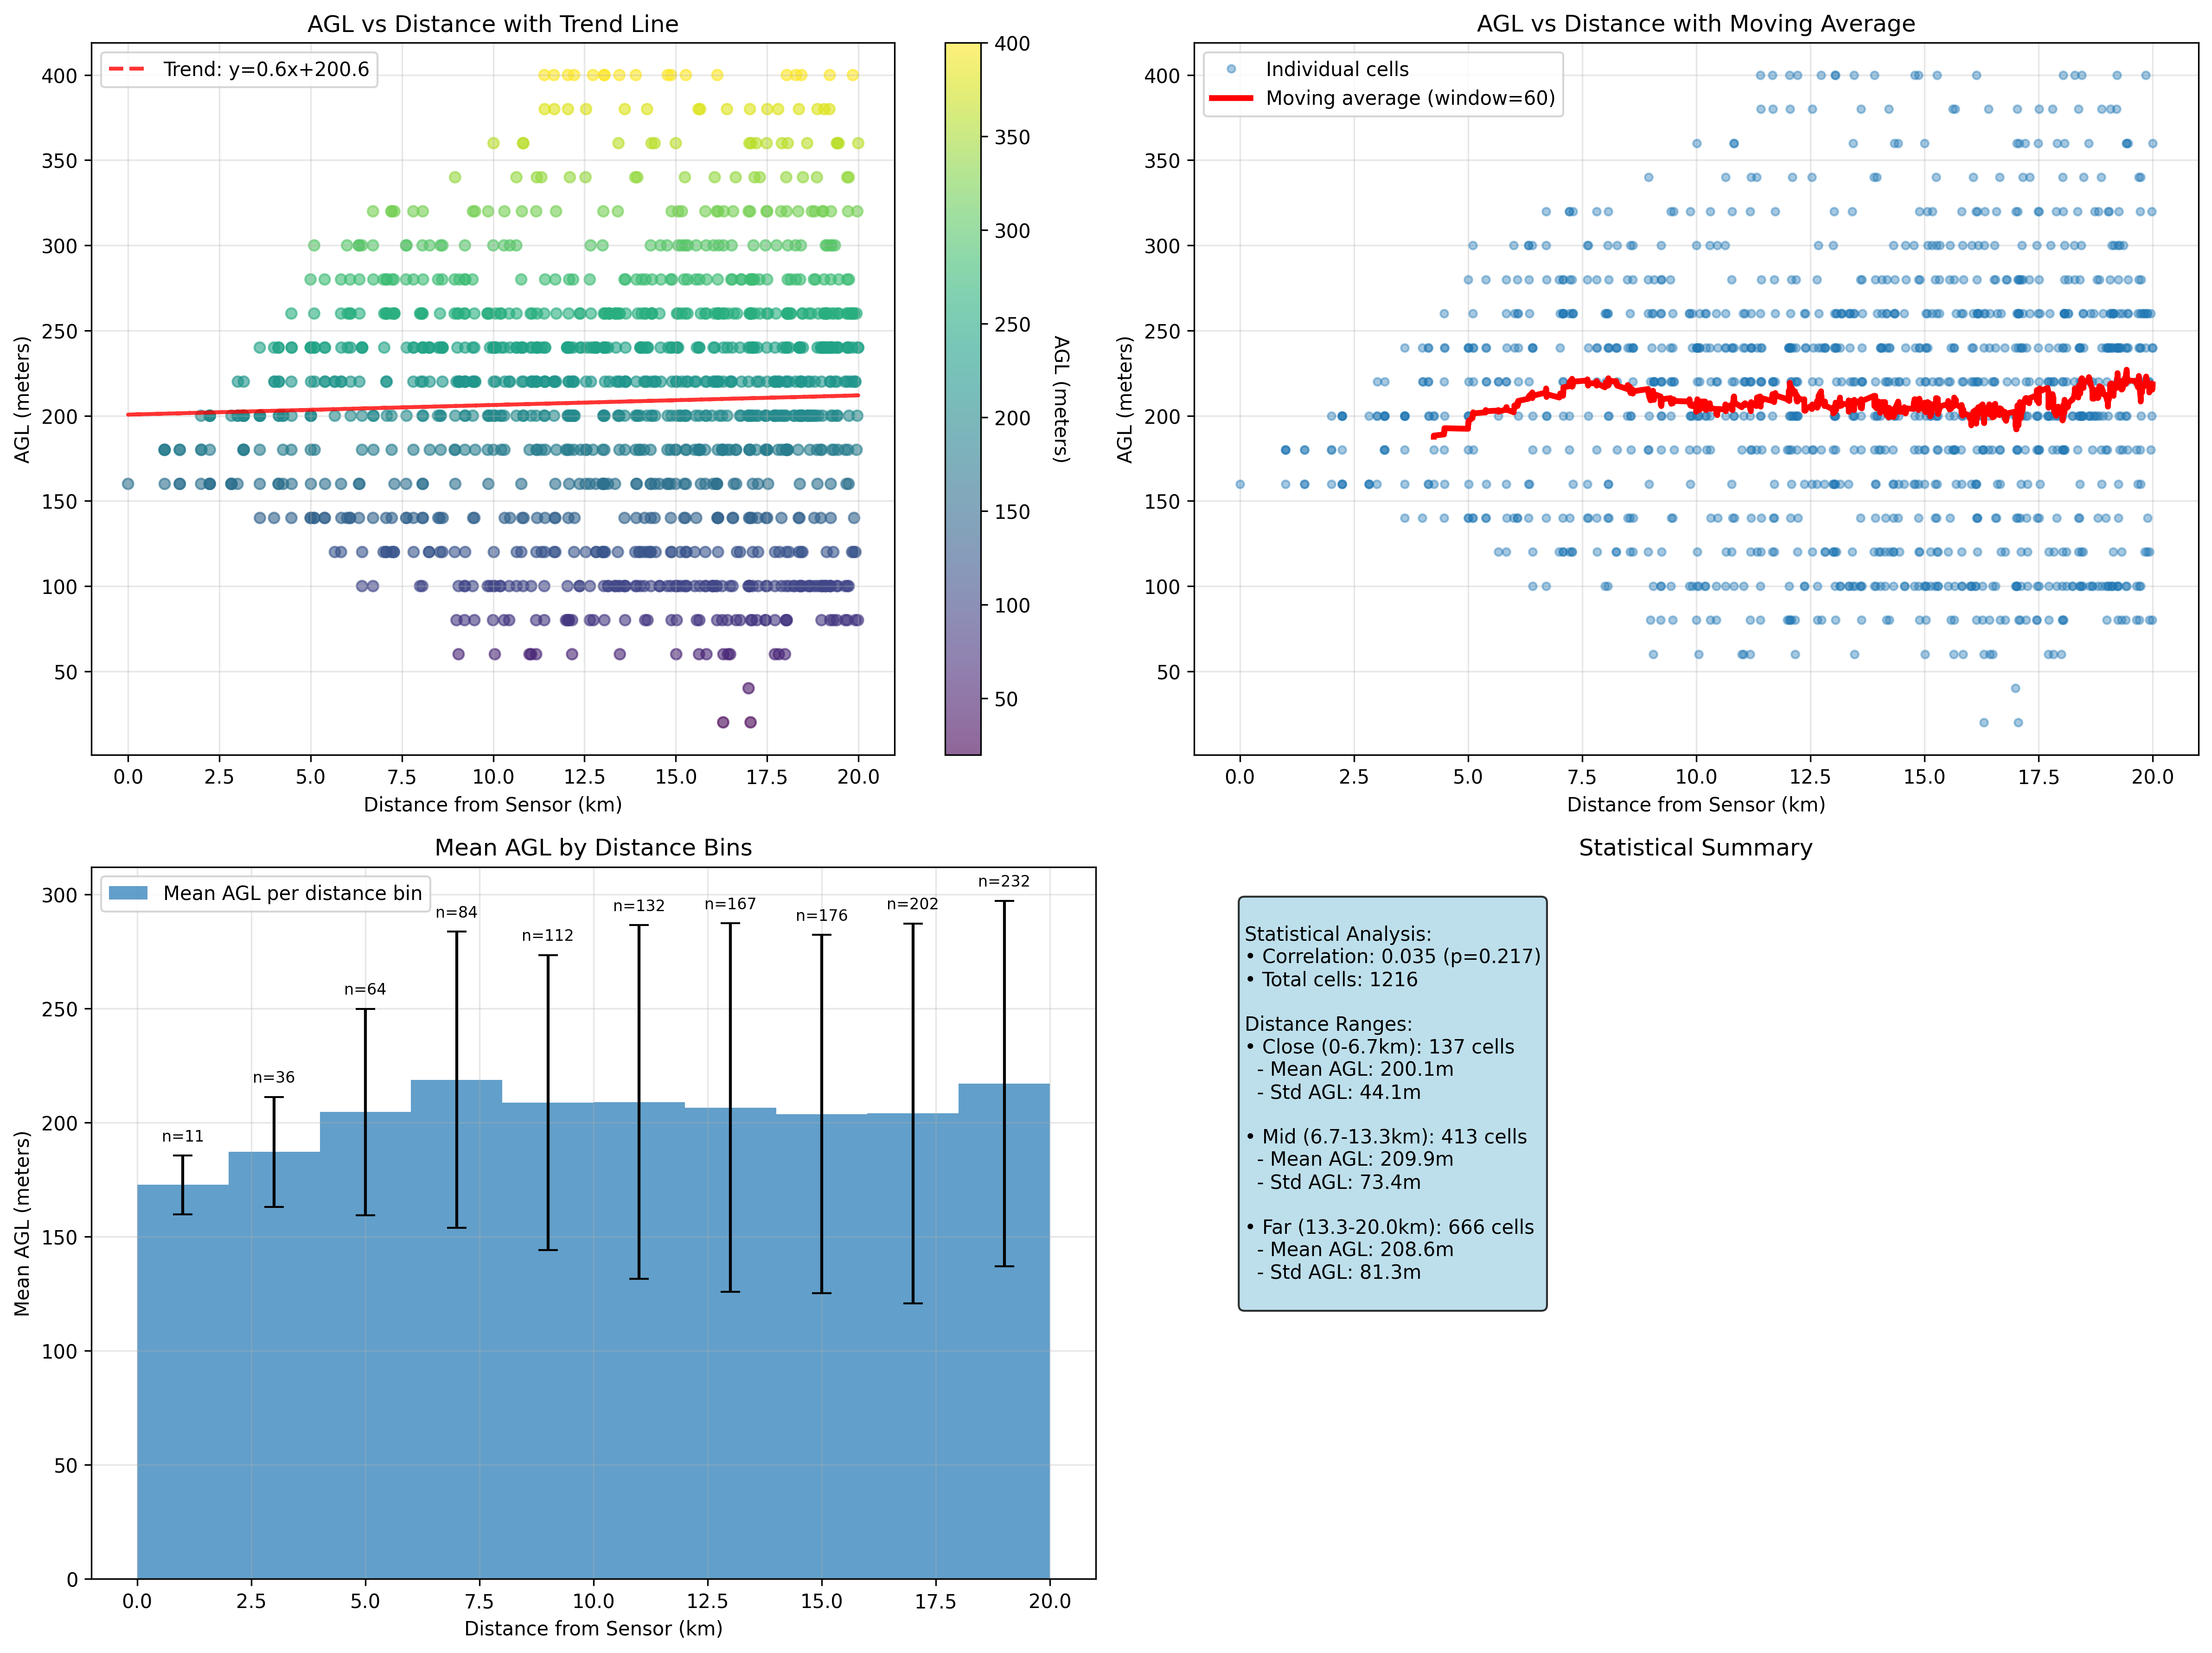 AGL vs Distance with Trend Line
Trend: y=0.6x+200.6
400
350
300
250
200
150
100
50
AGL (meters)
0.0 2.5 5.0 7.5 10.0 12.5 15.0 17.5 20.0
Distance from Sensor (km)
400
350
300
250
200
150
100
50
AGL (meters)
AGL vs Distance with Moving Average
Individual cells
Moving average (window=60)
400
350
300
250
200
150
100
50
AGL (meters)
0.0 2.5 5.0 7.5 10.0 12.5 15.0 17.5 20.0
Distance from Sensor (km)
Mean AGL by Distance Bins
Mean AGL per distance bin
n=11
n=36
n=64
n=84
n=112
n=132
n=167
n=176
n=202
n=232
300
250
200
150
100
50
0
Mean AGL (meters)
0.0 2.5 5.0 7.5 10.0 12.5 15.0 17.5 20.0
Distance from Sensor (km)
Statistical Summary
Statistical Analysis:
• Correlation: 0.035 (p=0.217)
• Total cells: 1216
Distance Ranges:
• Close (0-6.7km): 137 cells
- Mean AGL: 200.1m
- Std AGL: 44.1m
• Mid (6.7-13.3km): 413 cells
- Mean AGL: 209.9m
- Std AGL: 73.4m
• Far (13.3-20.0km): 666 cells
- Mean AGL: 208.6m
- Std AGL: 81.3m